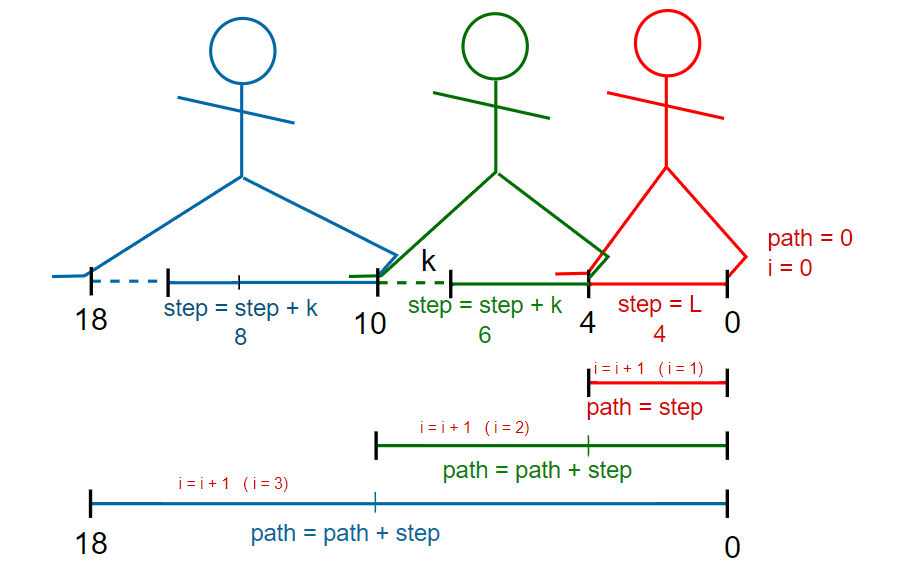 path = 0
i = 0
k
18
step = step + k
8
10
step = step + k
6
4
step = L
4
0
i = i + 1 ( i = 1)
path = step
i = i + 1 ( i = 2)
path = path + step
i = i + 1 ( i = 3)
path = path + step
18
0